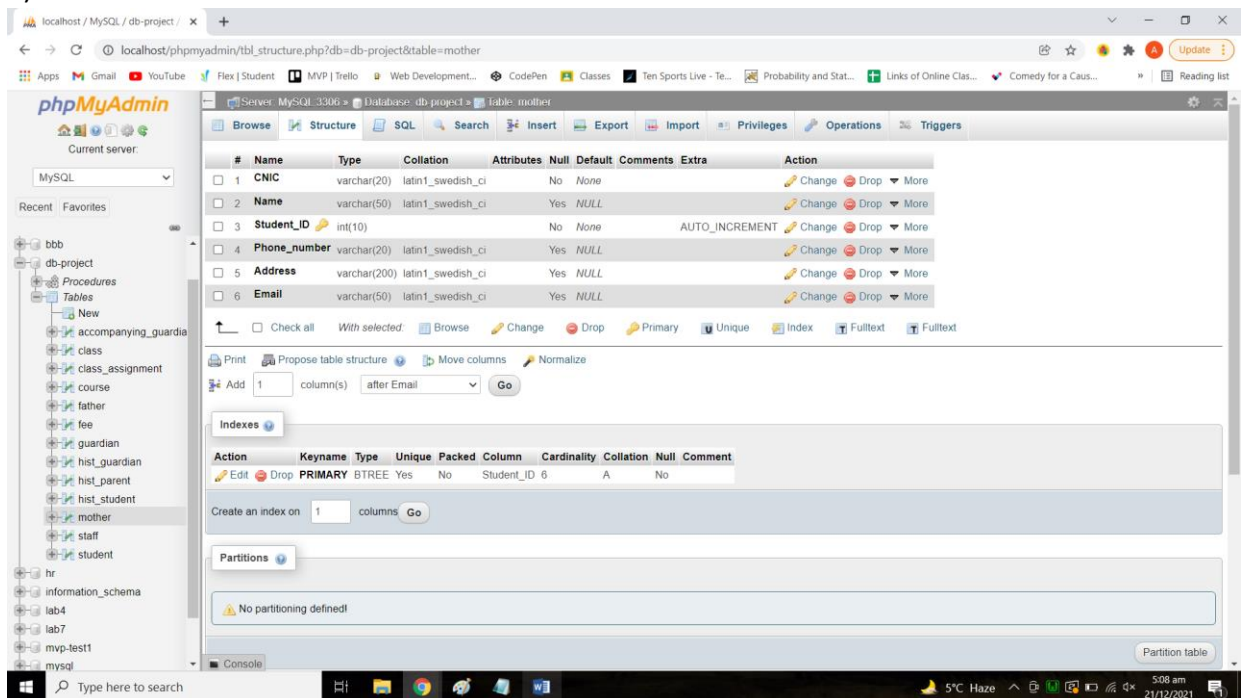 localhost / MySQL / db-project /
localhost/phpmyadmin/tbl_structure.php?db=db-project&table=mother
Update
Apps Gmail YouTube Flex | Student MVP | Trello Web Development... CodePen Classes Ten Sports Live - Te... Probability and Stat... Links of Online Clas... Comedy for a Caus... » Reading list
phpMyAdmin
Current server:
MySQL
Recent Favorites
bbb
db-project
Procedures
Tables
New
accompanying_guardia
class
class_assignment
course
father
fee
guardian
hist_guardian
hist_parent
hist_student
mother
staff
student
hr
information_schema
lab4
lab7
mvp-test1
mysql
Server: MySQL:3306 » Database: db-project » Table: mother
Browse Structure SQL Search Insert Export Import Privileges Operations Triggers
# Name Type Collation Attributes Null Default Comments Extra Action
1 CNIC varchar(20) latin1_swedish_ci No None Change Drop More
2 Name varchar(50) latin1_swedish_ci Yes NULL Change Drop More
3 Student_ID int(10) No None AUTO_INCREMENT Change Drop More
4 Phone_number varchar(20) latin1_swedish_ci Yes NULL Change Drop More
5 Address varchar(200) latin1_swedish_ci Yes NULL Change Drop More
6 Email varchar(50) latin1_swedish_ci Yes NULL Change Drop More
Check all With selected: Browse Change Drop Primary Unique Index Fulltext Fulltext
Print Propose table structure Move columns Normalize
Add 1 column(s) after Email Go
Indexes
Action Keyname Type Unique Packed Column Cardinality Collation Null Comment
Edit Drop PRIMARY BTREE Yes No Student_ID 6 A No
Create an index on 1 columns Go
Partitions
No partitioning defined!
Partition table
Console
Type here to search
5°C Haze
5:08 am
21/12/2021